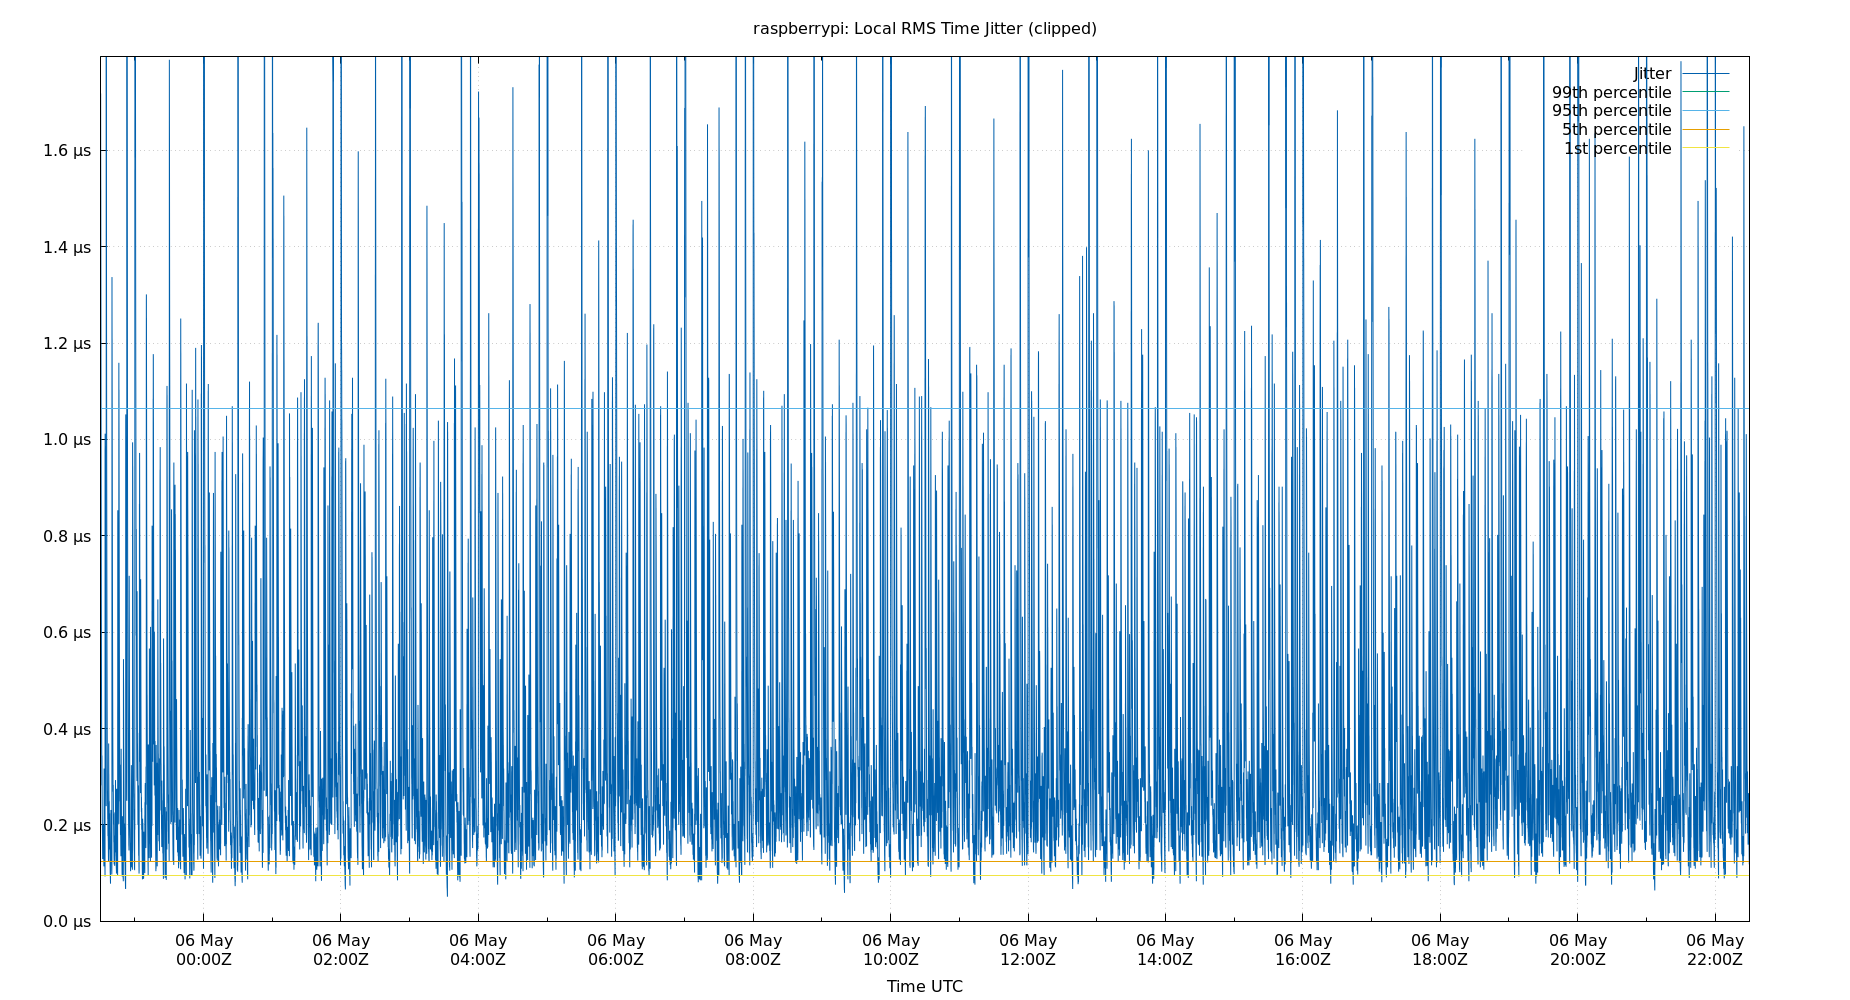 raspberrypi: Local RMS Time Jitter (clipped)
Jitter
99th percentile
95th percentile
5th percentile
1st percentile
1.6 µs
1.4 µs
1.2 µs
1.0 µs
0.8 µs
0.6 µs
0.4 µs
0.2 µs
0.0 µs
06 May 06 May 06 May 06 May 06 May 06 May 06 May 06 May 06 May 06 May 06 May 06 May
00:00Z 02:00Z 04:00Z 06:00Z 08:00Z 10:00Z 12:00Z 14:00Z 16:00Z 18:00Z 20:00Z 22:00Z
Time UTC